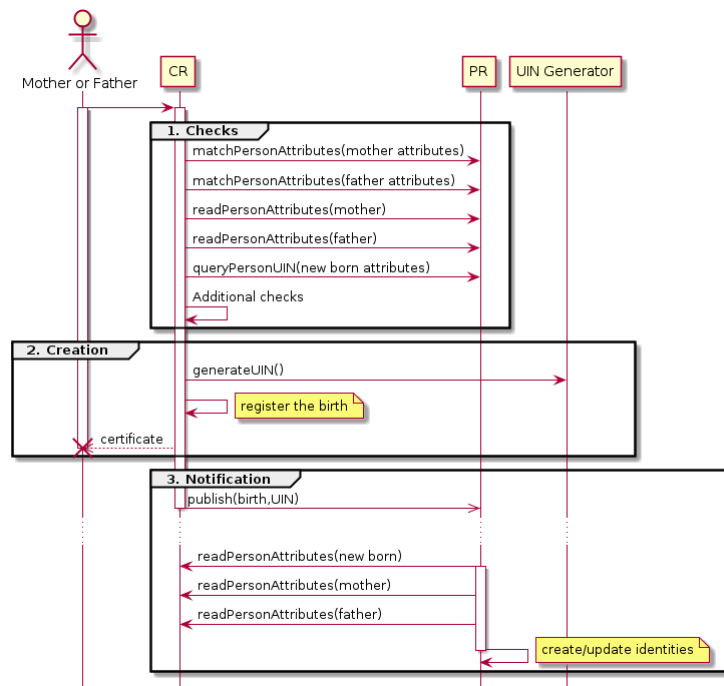 Mother or Father
CR
PR
UIN Generator
1. Checks
matchPersonAttributes(mother attributes)
matchPersonAttributes(father attributes)
readPersonAttributes(mother)
readPersonAttributes(father)
queryPersonUIN(new born attributes)
Additional checks
2. Creation
generateUIN()
register the birth
certificate
3. Notification
publish(birth,UIN)
readPersonAttributes(new born)
readPersonAttributes(mother)
readPersonAttributes(father)
create/update identities